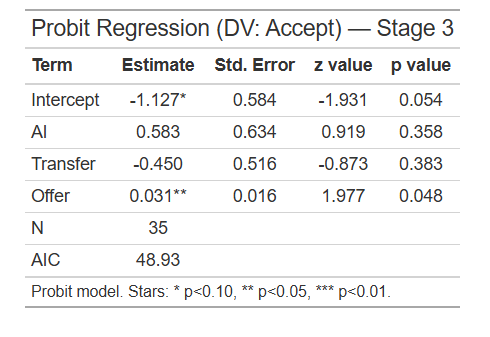 Probit Regression (DV: Accept) — Stage 3
Term Estimate Std. Error z value p value
Intercept -1.127* 0.584 -1.931 0.054
AI 0.583 0.634 0.919 0.358
Transfer -0.450 0.516 -0.873 0.383
Offer 0.031** 0.016 1.977 0.048
N 35
AIC 48.93
Probit model. Stars: * p<0.10, ** p<0.05, *** p<0.01.